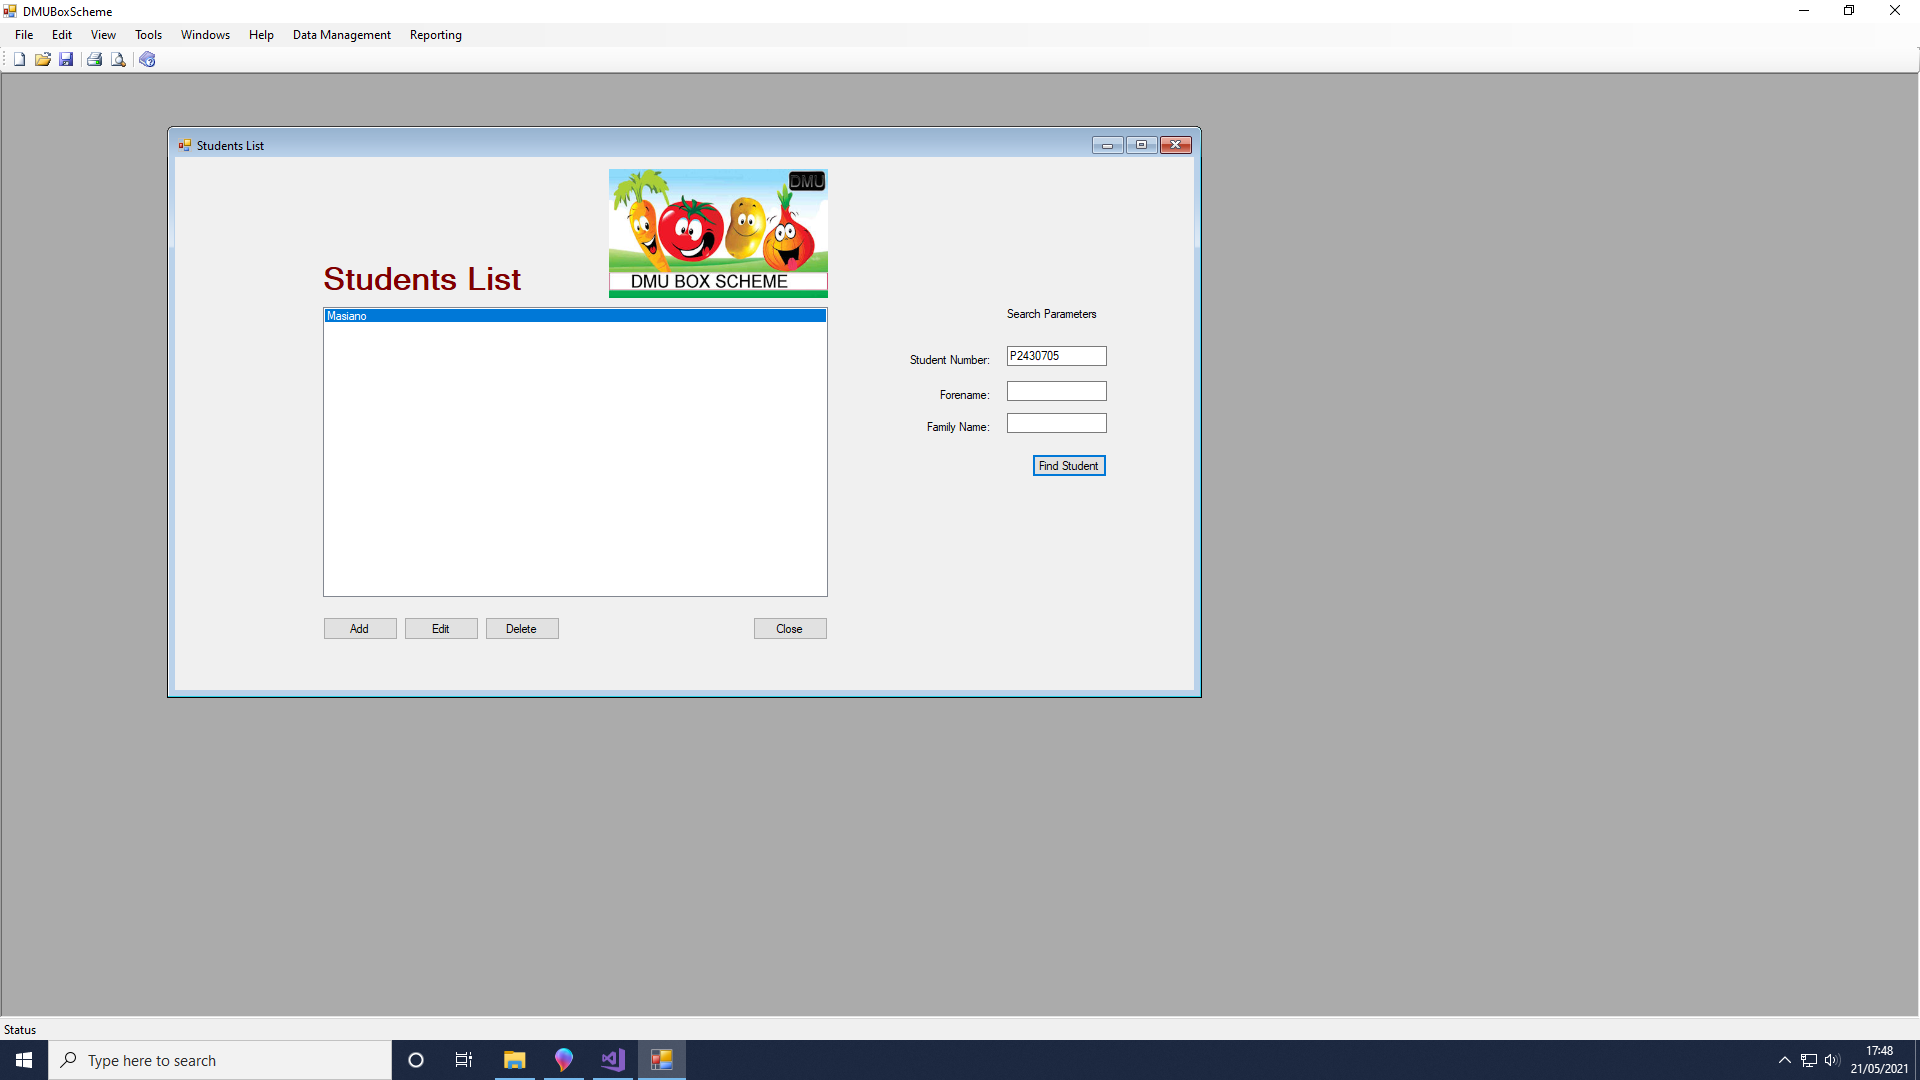 DMUBoxScheme
File Edit View Tools Windows Help Data Management Reporting
Students List
DMU
DMU BOX SCHEME
Students List
Masiano
Search Parameters
Student Number: P2430705
Forename:
Family Name:
Find Student
Add Edit Delete Close
Status
Type here to search
17:48
21/05/2021